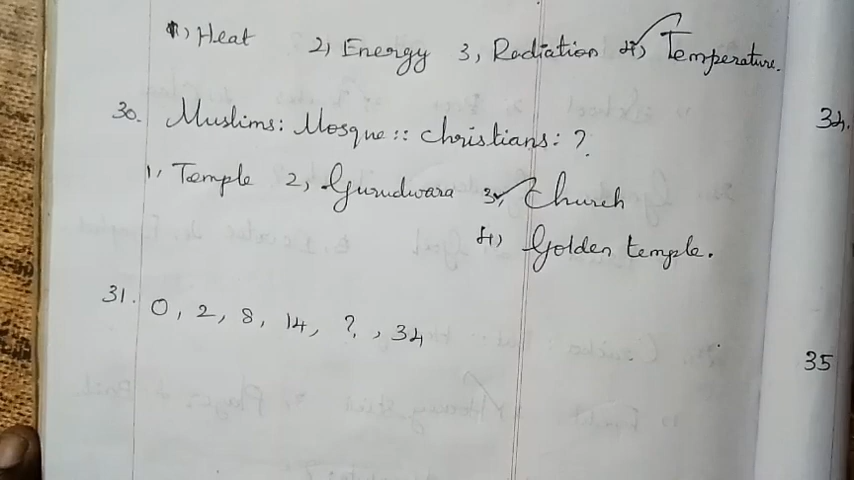 1) Heat 2) Energy 3, Radiation 4) Temperature.
30. Muslims: Mosque :: christians: ?
1, Temple 2, Gurudwara 3, Church
4) Golden temple.
31. 0, 2, 8, 14, ?, 34
34.
35